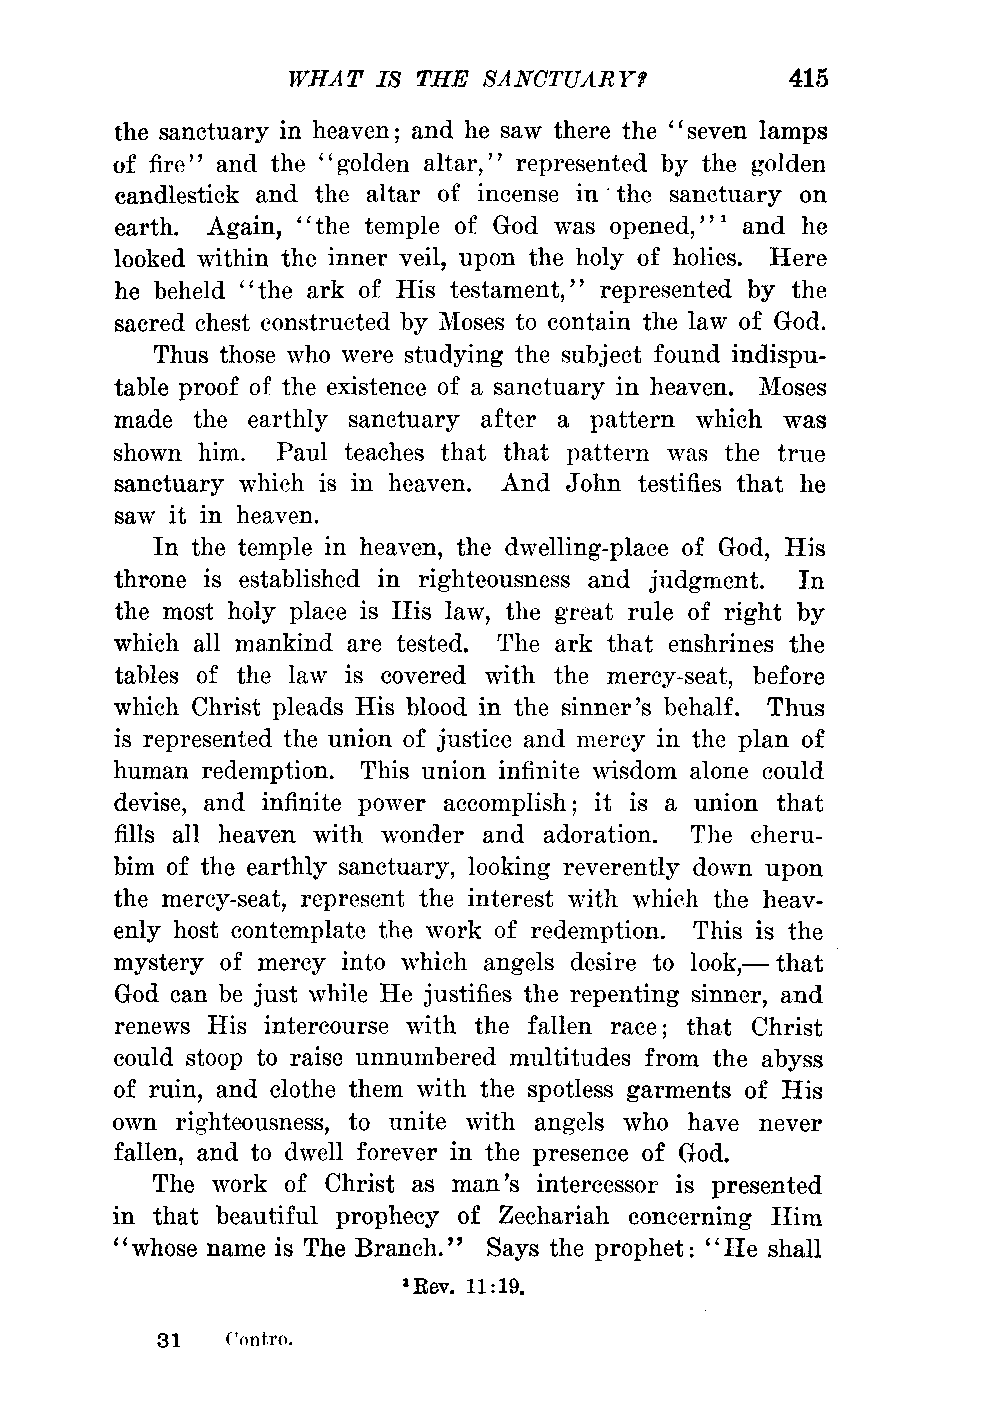 WHAT IS THE SANCTUARY? 415
the sanctuary in heaven; and he saw there the "seven lamps
of fire" and the "golden altar," represented by the golden
candlestick and the altar of incense in the sanctuary on
earth. Again, "the temple of God was opened,"¹ and he
looked within the inner veil, upon the holy of holies. Here
he beheld "the ark of His testament," represented by the
sacred chest constructed by Moses to contain the law of God.
Thus those who were studying the subject found indispu-
table proof of the existence of a sanctuary in heaven. Moses
made the earthly sanctuary after a pattern which was
shown him. Paul teaches that that pattern was the true
sanctuary which is in heaven. And John testifies that he
saw it in heaven.
In the temple in heaven, the dwelling-place of God, His
throne is established in righteousness and judgment. In
the most holy place is His law, the great rule of right by
which all mankind are tested. The ark that enshrines the
tables of the law is covered with the mercy-seat, before
which Christ pleads His blood in the sinner's behalf. Thus
is represented the union of justice and mercy in the plan of
human redemption. This union infinite wisdom alone could
devise, and infinite power accomplish; it is a union that
fills all heaven with wonder and adoration. The cheru-
bim of the earthly sanctuary, looking reverently down upon
the mercy-seat, represent the interest with which the heav-
enly host contemplate the work of redemption. This is the
mystery of mercy into which angels desire to look,— that
God can be just while He justifies the repenting sinner, and
renews His intercourse with the fallen race; that Christ
could stoop to raise unnumbered multitudes from the abyss
of ruin, and clothe them with the spotless garments of His
own righteousness, to unite with angels who have never
fallen, and to dwell forever in the presence of God.
The work of Christ as man's intercessor is presented
in that beautiful prophecy of Zechariah concerning Him
"whose name is The Branch." Says the prophet: "He shall
¹Rev. 11:19.
31 Contro.